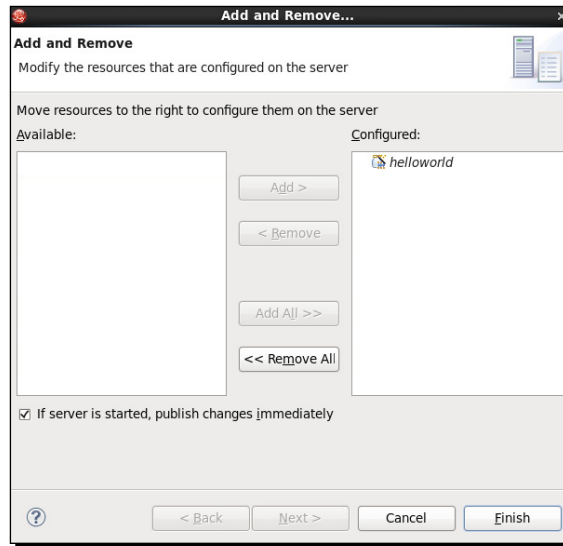 Add and Remove...
Add and Remove
Modify the resources that are configured on the server
Move resources to the right to configure them on the server
Available:
Configured:
helloworld
Add >
< Remove
Add All >>
<< Remove All
If server is started, publish changes immediately
?
< Back
Next >
Cancel
Finish